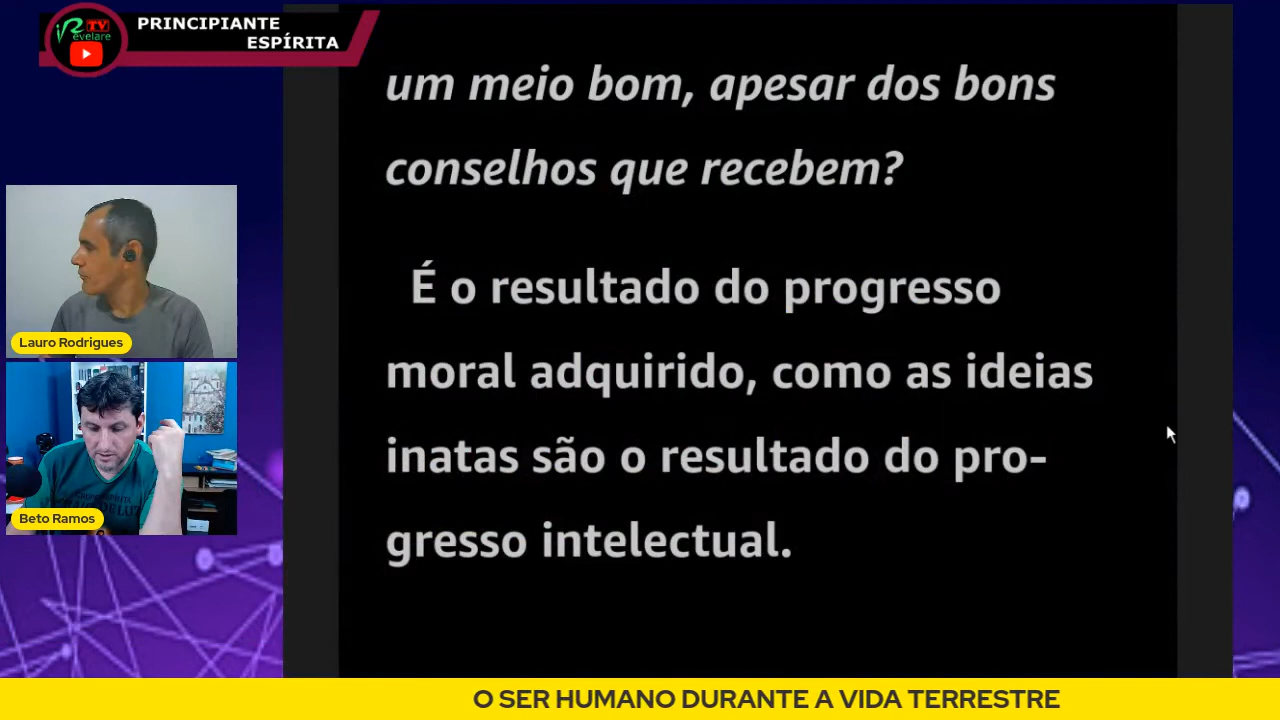 iRevelare TV
PRINCIPIANTE
ESPÍRITA
um meio bom, apesar dos bons
conselhos que recebem?
É o resultado do progresso
moral adquirido, como as ideias
inatas são o resultado do pro-
gresso intelectual.
Lauro Rodrigues
Beto Ramos
O SER HUMANO DURANTE A VIDA TERRESTRE